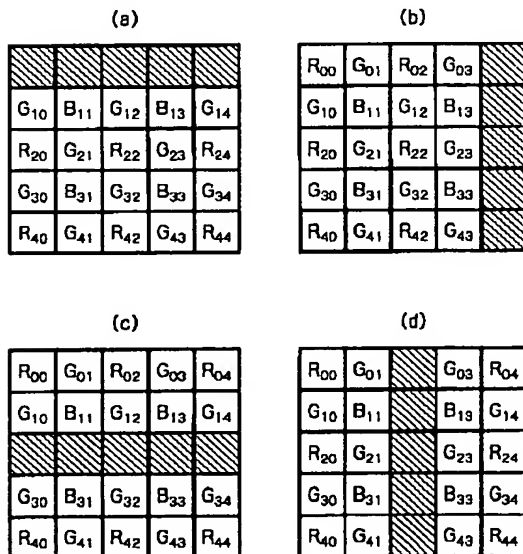 (a)
G10 B11 G12 B13 G14
R20 G21 R22 G23 R24
G30 B31 G32 B33 G34
R40 G41 R42 G43 R44
(b)
R00 G01 R02 G03
G10 B11 G12 B13
R20 G21 R22 G23
G30 B31 G32 B33
R40 G41 R42 G43
(c)
R00 G01 R02 G03 R04
G10 B11 G12 B13 G14
G30 B31 G32 B33 G34
R40 G41 R42 G43 R44
(d)
R00 G01 G03 R04
G10 B11 B13 G14
R20 G21 G23 R24
G30 B31 B33 G34
R40 G41 G43 R44